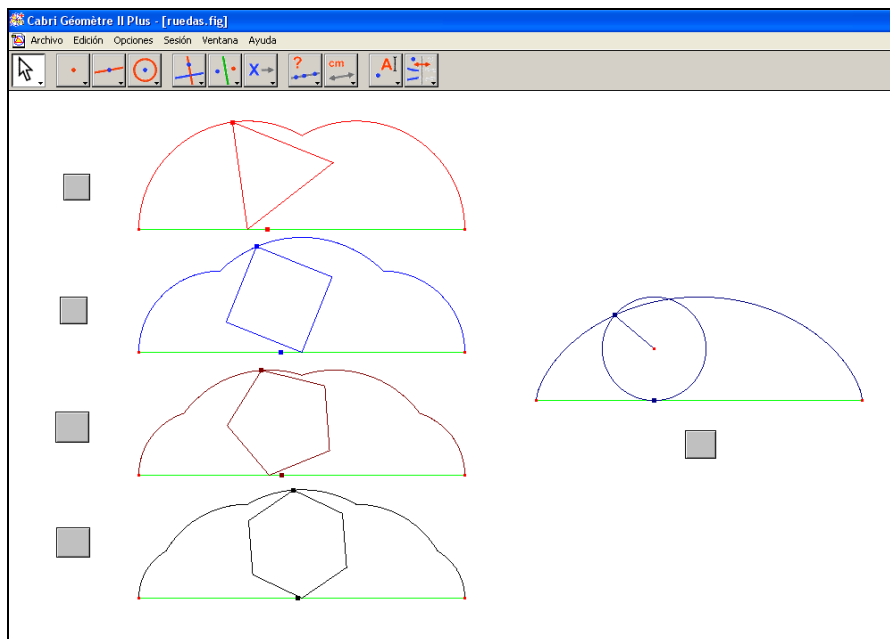 Cabri Géomètre II Plus - [ruedas.fig]
Archivo Edición Opciones Sesión Ventana Ayuda
X ? cm A